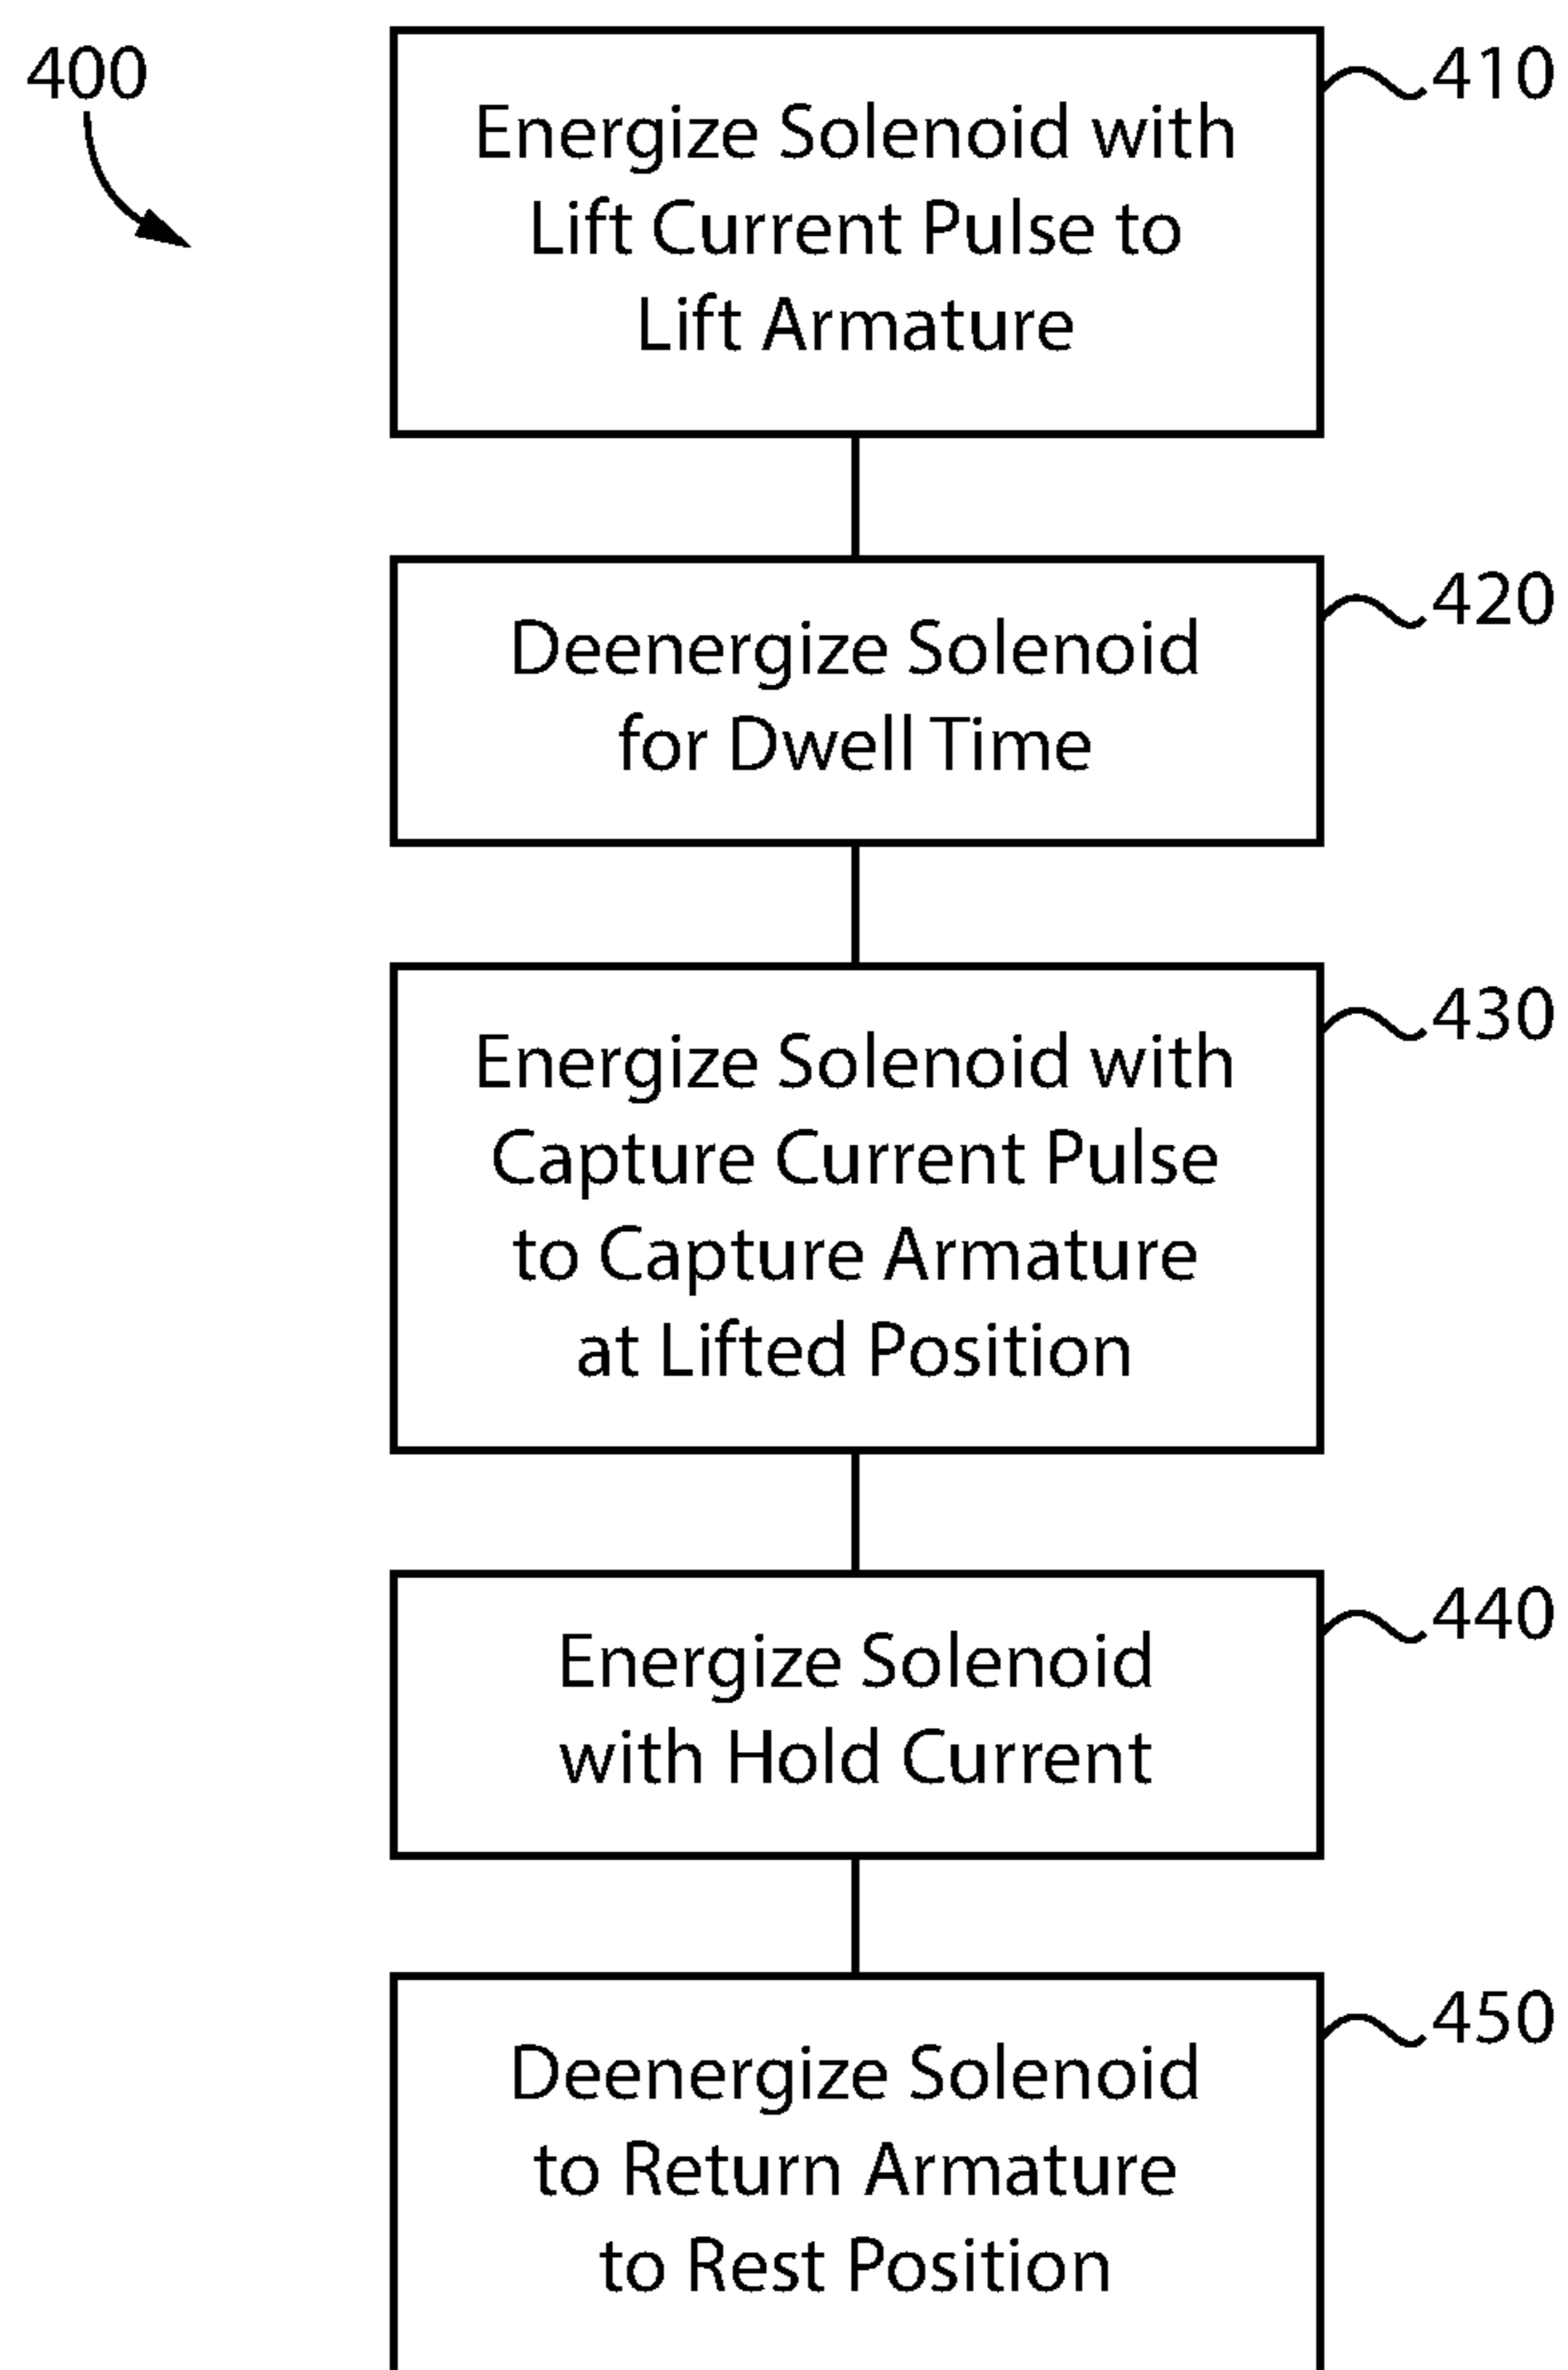 400
410
Energize Solenoid with
Lift Current Pulse to
Lift Armature
420
Deenergize Solenoid
for Dwell Time
430
Energize Solenoid with
Capture Current Pulse
to Capture Armature
at Lifted Position
440
Energize Solenoid
with Hold Current
450
Deenergize Solenoid
to Return Armature
to Rest Position